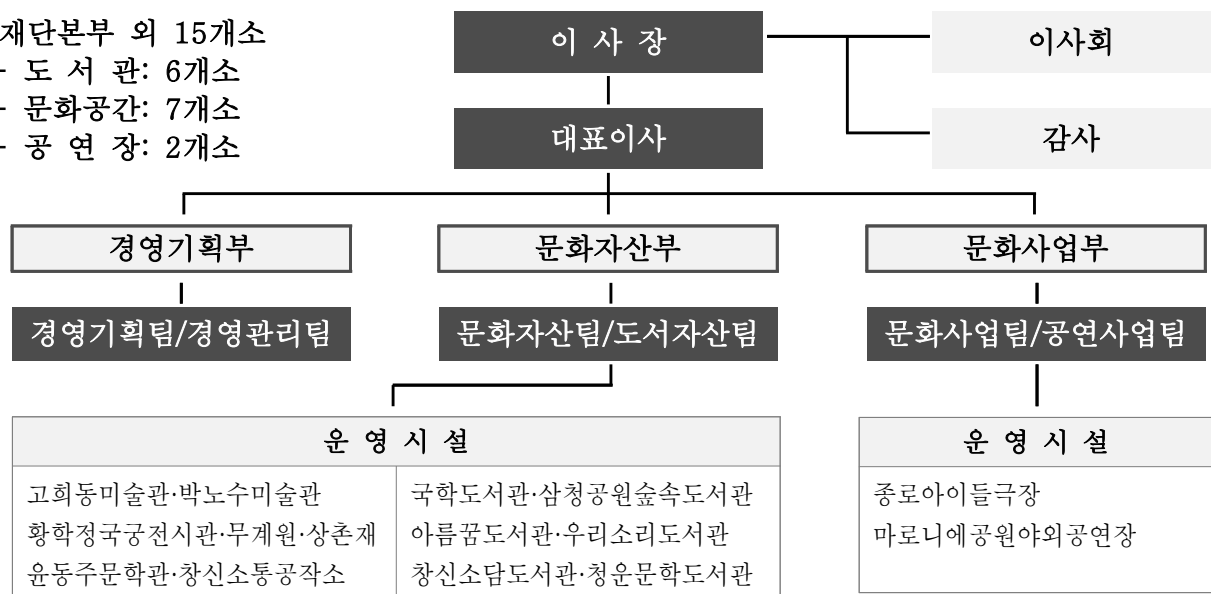 재단본부 외 15개소
- 도 서 관: 6개소
- 문화공간: 7개소
- 공 연 장: 2개소
이 사 장
이사회
대표이사
감사
경영기획부
문화자산부
문화사업부
경영기획팀/경영관리팀
문화자산팀/도서자산팀
문화사업팀/공연사업팀
운 영 시 설
고희동미술관·박노수미술관
황학정국궁전시관·무계원·상촌재
윤동주문학관·창신소통공작소
국학도서관·삼청공원숲속도서관
아름꿈도서관·우리소리도서관
창신소담도서관·청운문학도서관
운 영 시 설
종로아이들극장
마로니에공원야외공연장